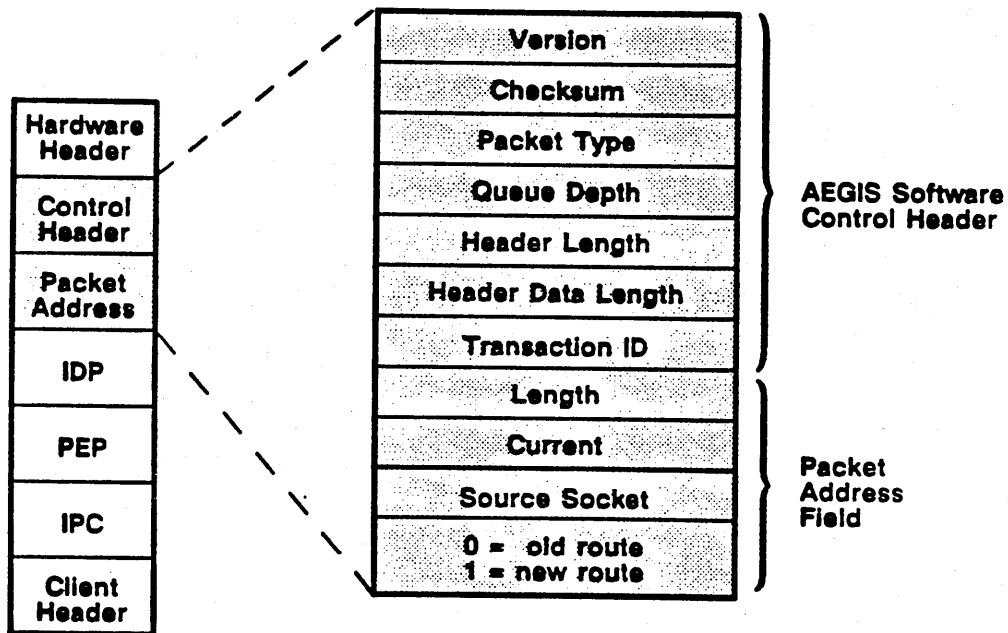 Hardware
Header
Control
Header
Packet
Address
IDP
PEP
IPC
Client
Header
Version
Checksum
Packet Type
Queue Depth
Header Length
Header Data Length
Transaction ID
Length
Current
Source Socket
0 = old route
1 = new route
AEGIS Software
Control Header
Packet
Address
Field